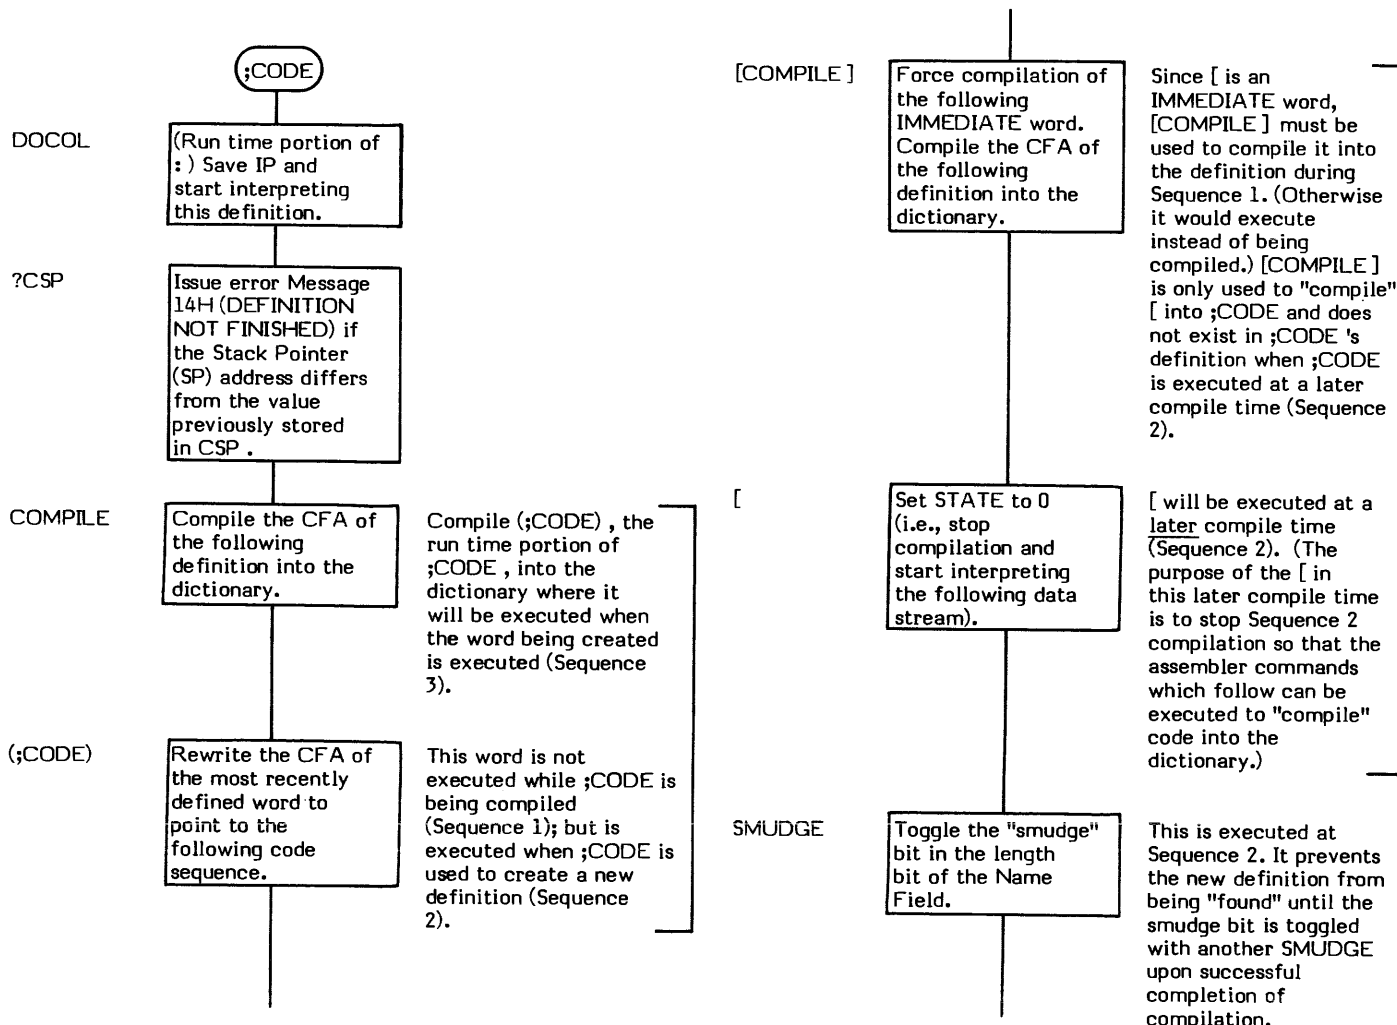 ;CODE
DOCOL
(Run time portion of
: ) Save IP and
start interpreting
this definition.
?CSP
Issue error Message
14H (DEFINITION
NOT FINISHED) if
the Stack Pointer
(SP) address differs
from the value
previously stored
in CSP .
COMPILE
Compile the CFA of
the following
definition into the
dictionary.
Compile (;CODE) , the
run time portion of
;CODE , into the
dictionary where it
will be executed when
the word being created
is executed (Sequence
3).
(;CODE)
Rewrite the CFA of
the most recently
defined word to
point to the
following code
sequence.
This word is not
executed while ;CODE is
being compiled
(Sequence 1); but is
executed when ;CODE is
used to create a new
definition (Sequence
2).
[COMPILE ]
Force compilation of
the following
IMMEDIATE word.
Compile the CFA of
the following
definition into the
dictionary.
Since [ is an
IMMEDIATE word,
[COMPILE ] must be
used to compile it into
the definition during
Sequence 1. (Otherwise
it would execute
instead of being
compiled.) [COMPILE ]
is only used to "compile"
[ into ;CODE and does
not exist in ;CODE 's
definition when ;CODE
is executed at a later
compile time (Sequence
2).
[
Set STATE to 0
(i.e., stop
compilation and
start interpreting
the following data
stream).
[ will be executed at a
later compile time
(Sequence 2). (The
purpose of the [ in
this later compile time
is to stop Sequence 2
compilation so that the
assembler commands
which follow can be
executed to "compile"
code into the
dictionary.)
SMUDGE
Toggle the "smudge"
bit in the length
bit of the Name
Field.
This is executed at
Sequence 2. It prevents
the new definition from
being "found" until the
smudge bit is toggled
with another SMUDGE
upon successful
completion of
compilation.